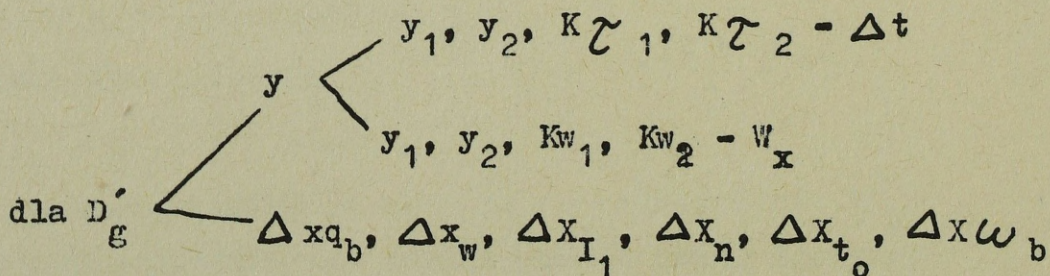 y₁, y₂, Kτ₁, Kτ₂ - Δt
y
y₁, y₂, Kw₁, Kw₂ - Wₓ
dla D′g
Δxq_b, Δx_w, ΔX_I₁, ΔX_n, ΔX_t₀, ΔXω_b